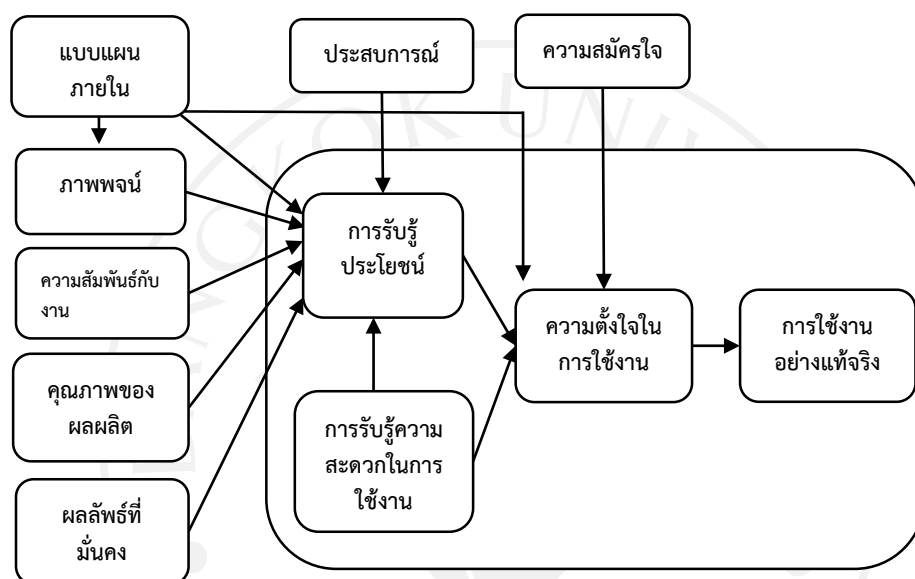 แบบแผน
ภายใน
ประสบการณ์
ความสมัครใจ
ภาพพจน์
การรับรู้
ประโยชน์
ความสัมพันธ์กับ
งาน
ความตั้งใจใน
การใช้งาน
การใช้งาน
อย่างแท้จริง
คุณภาพของ
ผลผลิต
การรับรู้ความ
สะดวกในการ
ใช้งาน
ผลลัพธ์ที่
มั่นคง